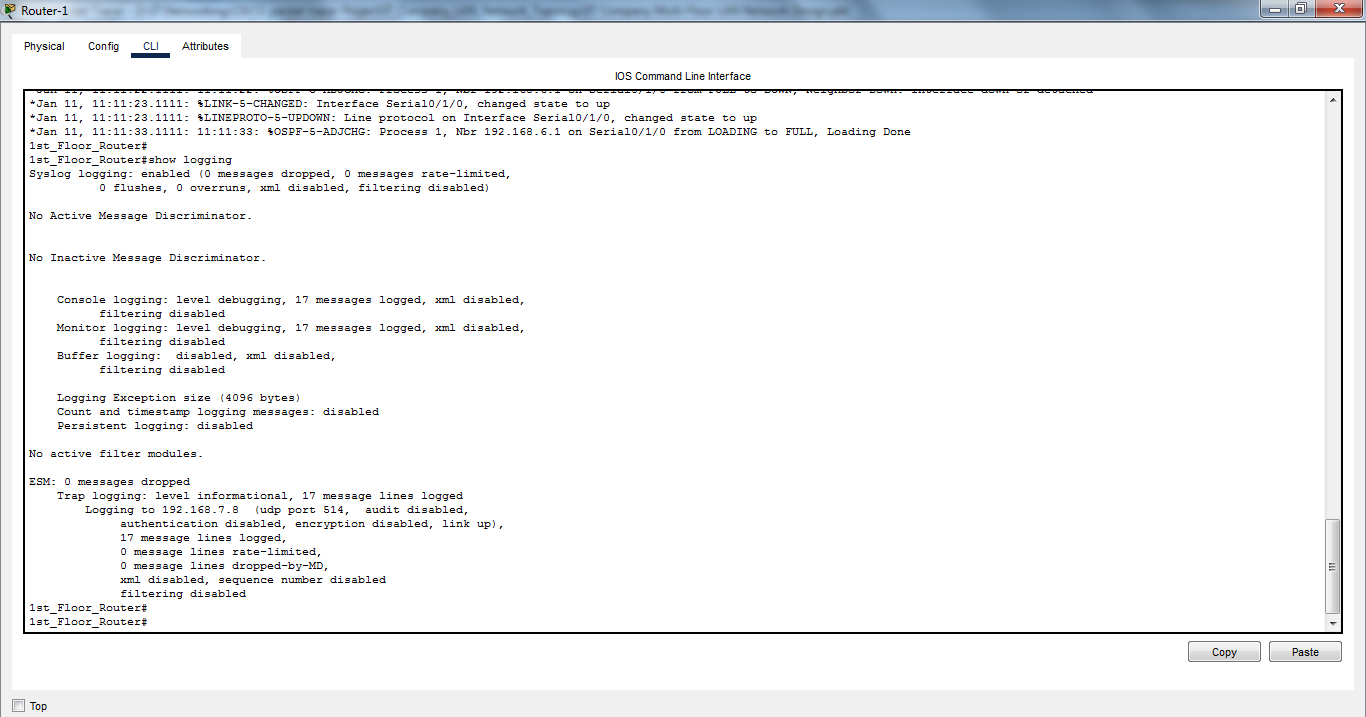 Router-1
Physical Config CLI Attributes
IOS Command Line Interface
*Jan 11, 11:11:23.1111: %LINK-5-CHANGED: Interface Serial0/1/0, changed state to up
*Jan 11, 11:11:23.1111: %LINEPROTO-5-UPDOWN: Line protocol on Interface Serial0/1/0, changed state to up
*Jan 11, 11:11:33.1111: 11:11:33: %OSPF-5-ADJCHG: Process 1, Nbr 192.168.6.1 on Serial0/1/0 from LOADING to FULL, Loading Done
1st_Floor_Router#
1st_Floor_Router#show logging
Syslog logging: enabled (0 messages dropped, 0 messages rate-limited,
0 flushes, 0 overruns, xml disabled, filtering disabled)
No Active Message Discriminator.
No Inactive Message Discriminator.
Console logging: level debugging, 17 messages logged, xml disabled,
filtering disabled
Monitor logging: level debugging, 17 messages logged, xml disabled,
filtering disabled
Buffer logging: disabled, xml disabled,
filtering disabled
Logging Exception size (4096 bytes)
Count and timestamp logging messages: disabled
Persistent logging: disabled
No active filter modules.
ESM: 0 messages dropped
Trap logging: level informational, 17 message lines logged
Logging to 192.168.7.8 (udp port 514, audit disabled,
authentication disabled, encryption disabled, link up),
17 message lines logged,
0 message lines rate-limited,
0 message lines dropped-by-MD,
xml disabled, sequence number disabled
filtering disabled
1st_Floor_Router#
1st_Floor_Router#
Copy Paste
Top